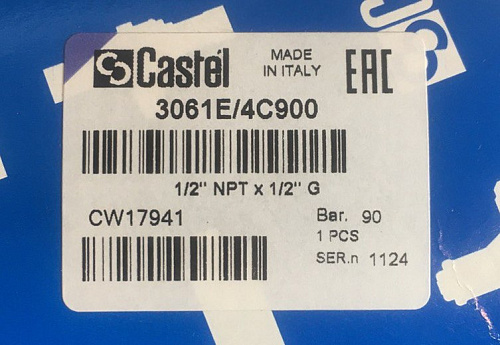 Castel
MADE
IN ITALY
EAC
3061E/4C900
1/2" NPT x 1/2" G
CW17941
Bar. 90
1 PCS
SER.n 1124